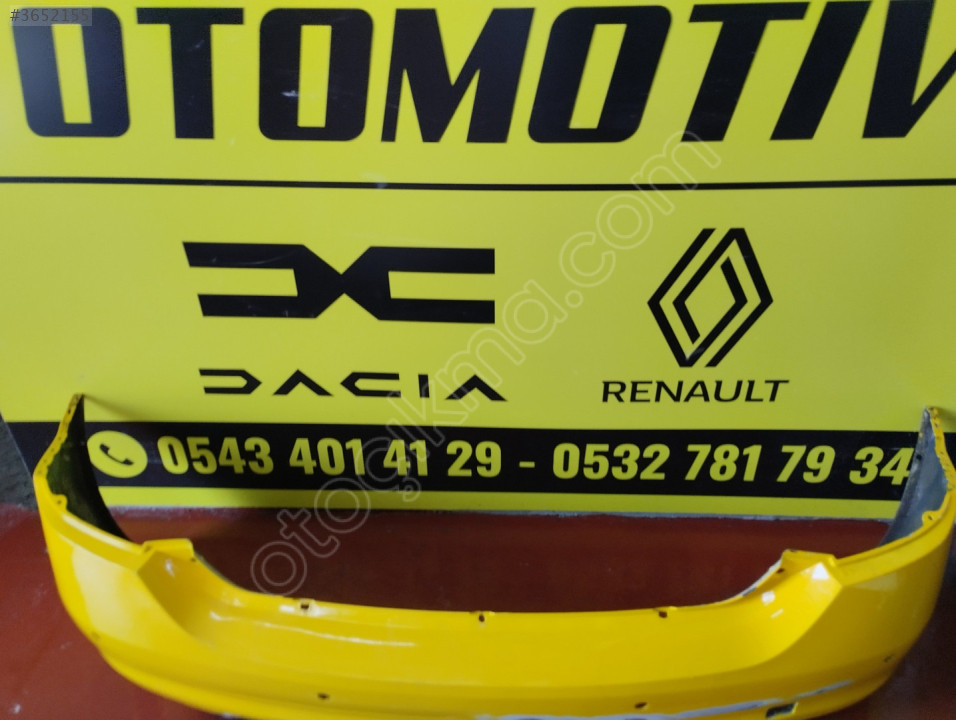 #3652155
OTOMOTIV
DACIA
RENAULT
0543 401 41 29 - 0532 781 79 34
otocikma.com